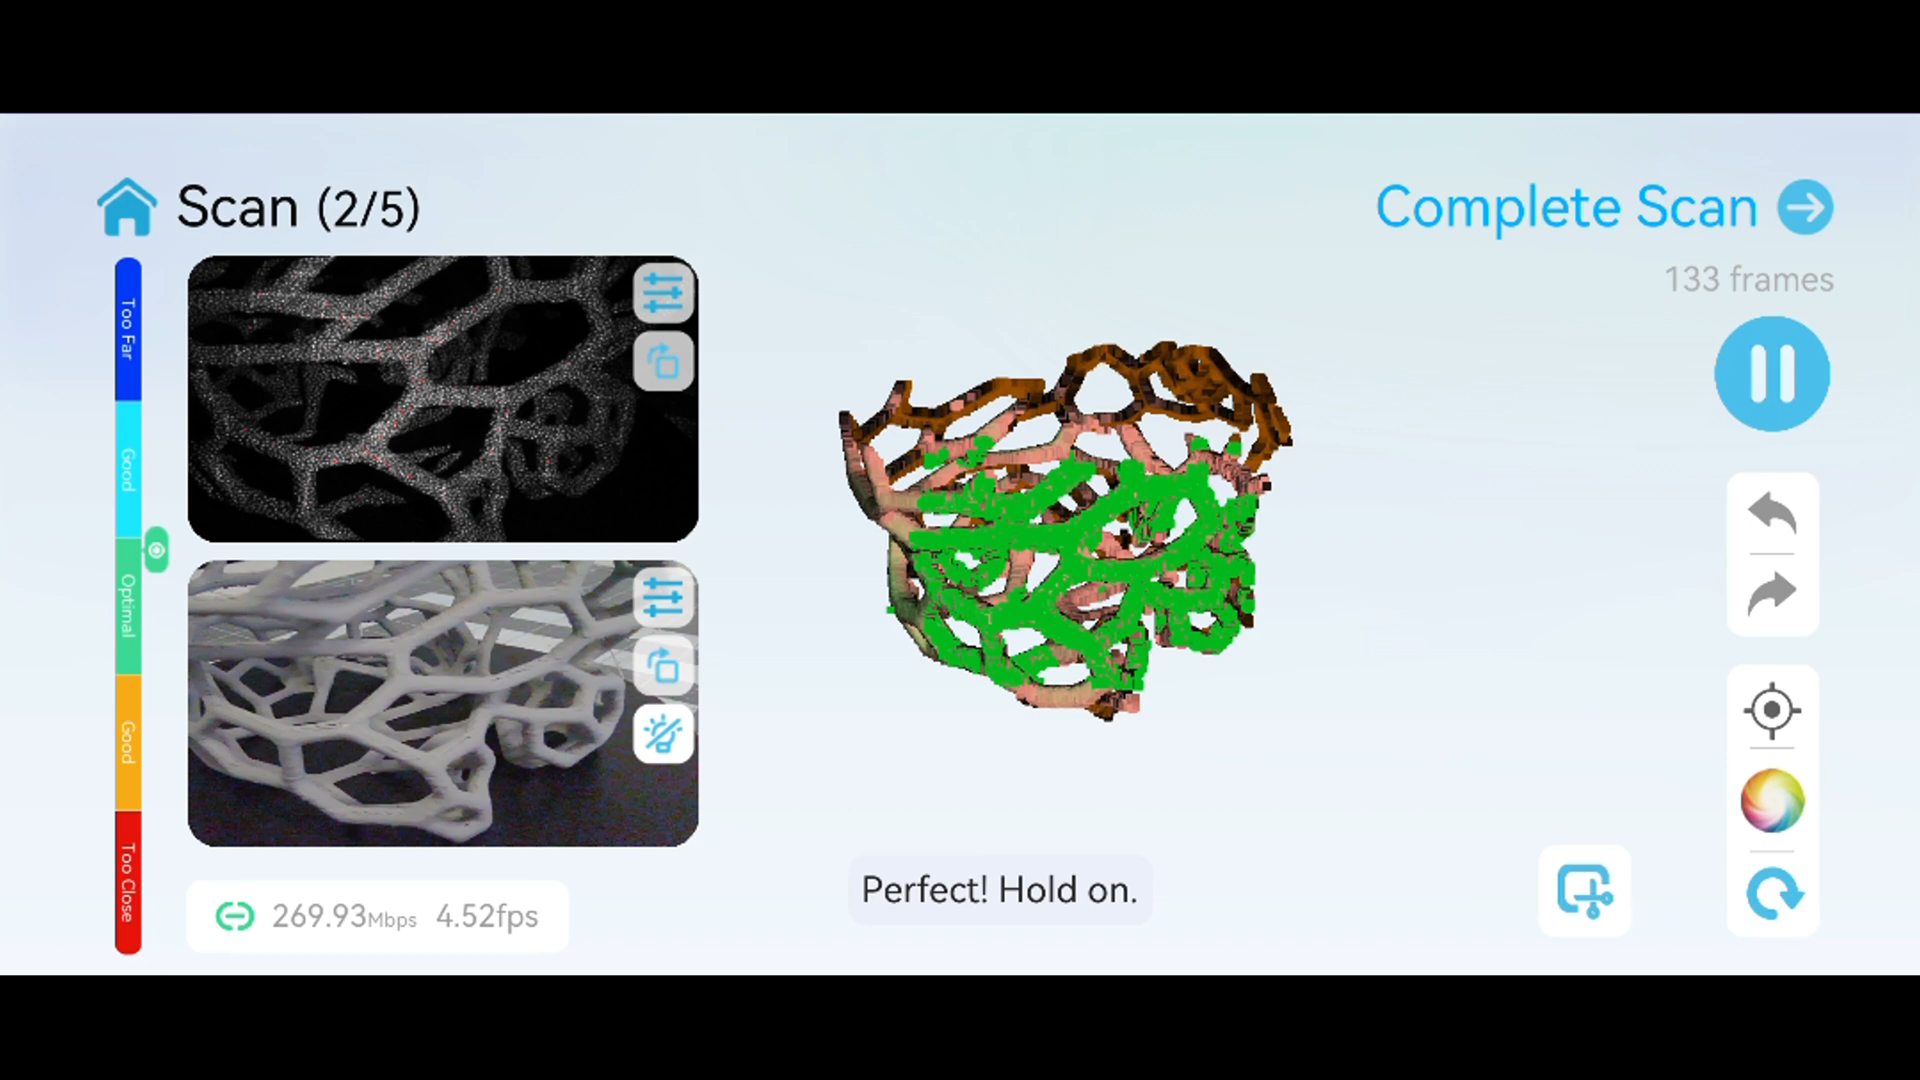 Scan (2/5)
Complete Scan
133 frames
Too Far
Good
Optimal
Good
Too Close
Perfect! Hold on.
269.93Mbps 4.52fps